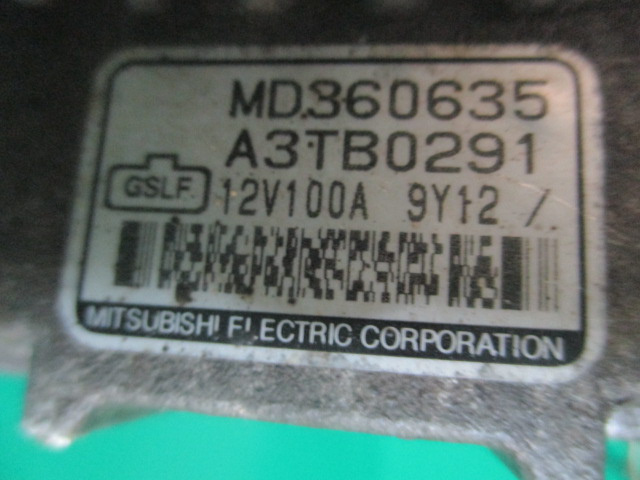 MD360635
A3TB0291
GSLF 12V100A 9Y12 /
MITSUBISHI ELECTRIC CORPORATION